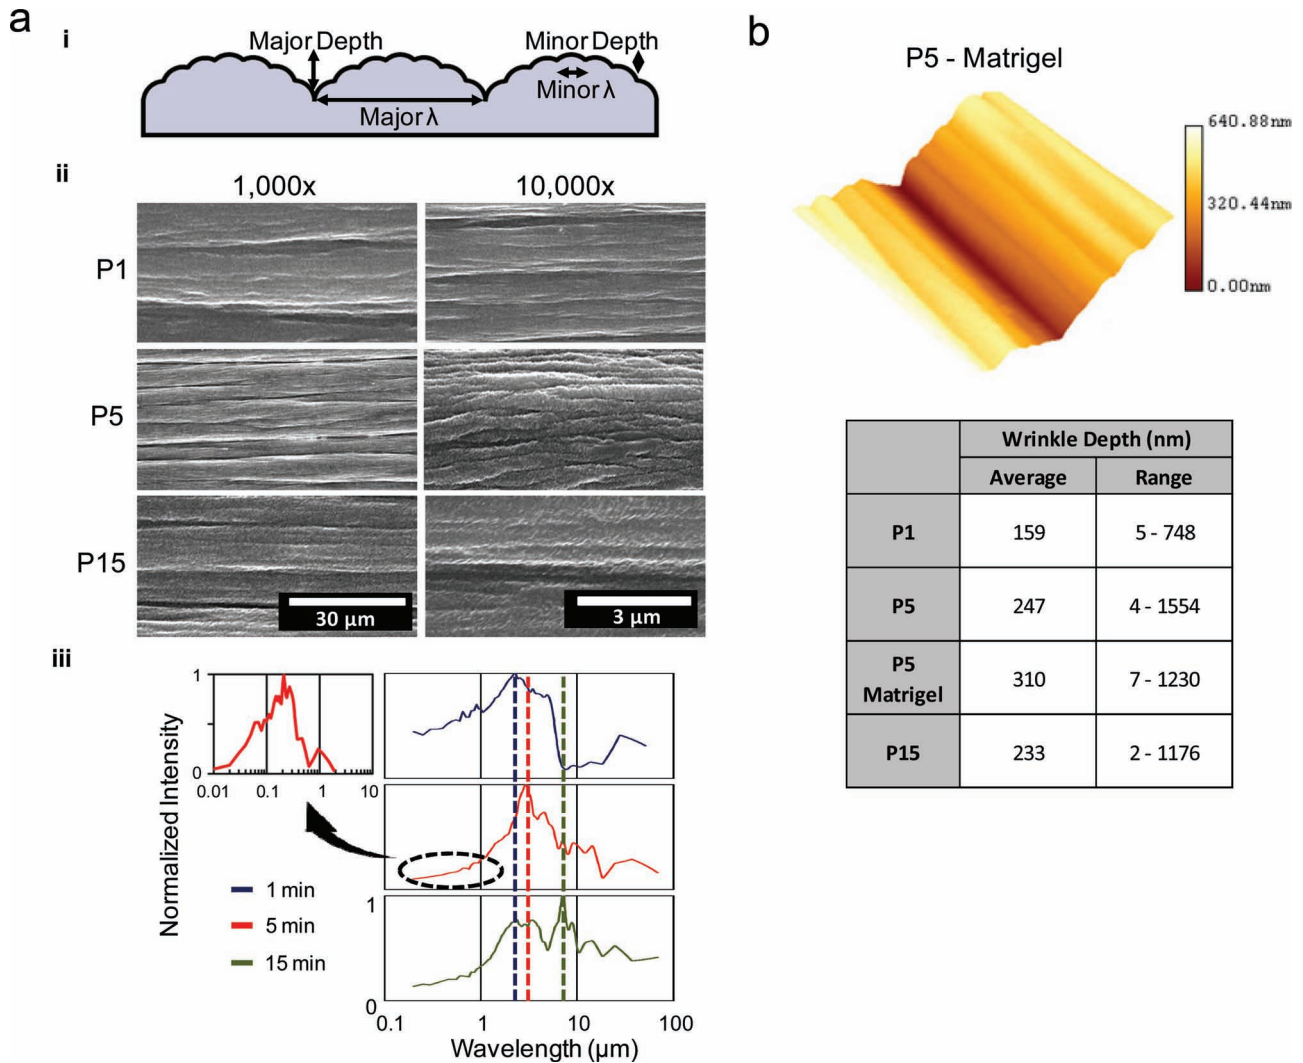 a
i
Major Depth
Minor Depth
Minor λ
Major λ
ii
1,000x
10,000x
P1
P5
P15
30 μm
3 μm
iii
Normalized Intensity
1
0
0.01
0.1
1
10
1 min
5 min
15 min
1
0
0.1
1
10
100
Wavelength (μm)
b
P5 - Matrigel
640.88nm
320.44nm
0.00nm
Wrinkle Depth (nm)
Average
Range
P1
159
5 - 748
P5
247
4 - 1554
P5
Matrigel
310
7 - 1230
P15
233
2 - 1176